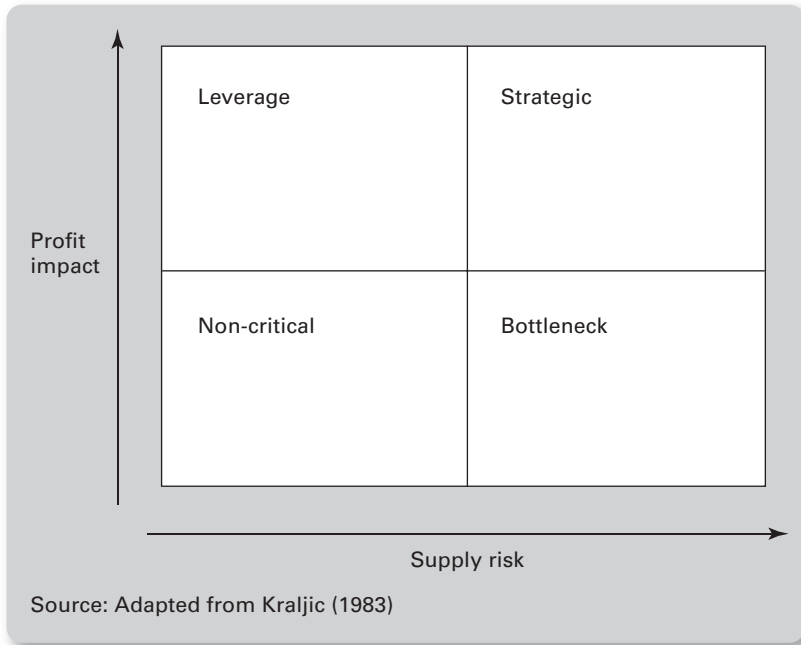 Leverage
Strategic
Profit
impact
Non-critical
Bottleneck
Supply risk
Source: Adapted from Kraljic (1983)